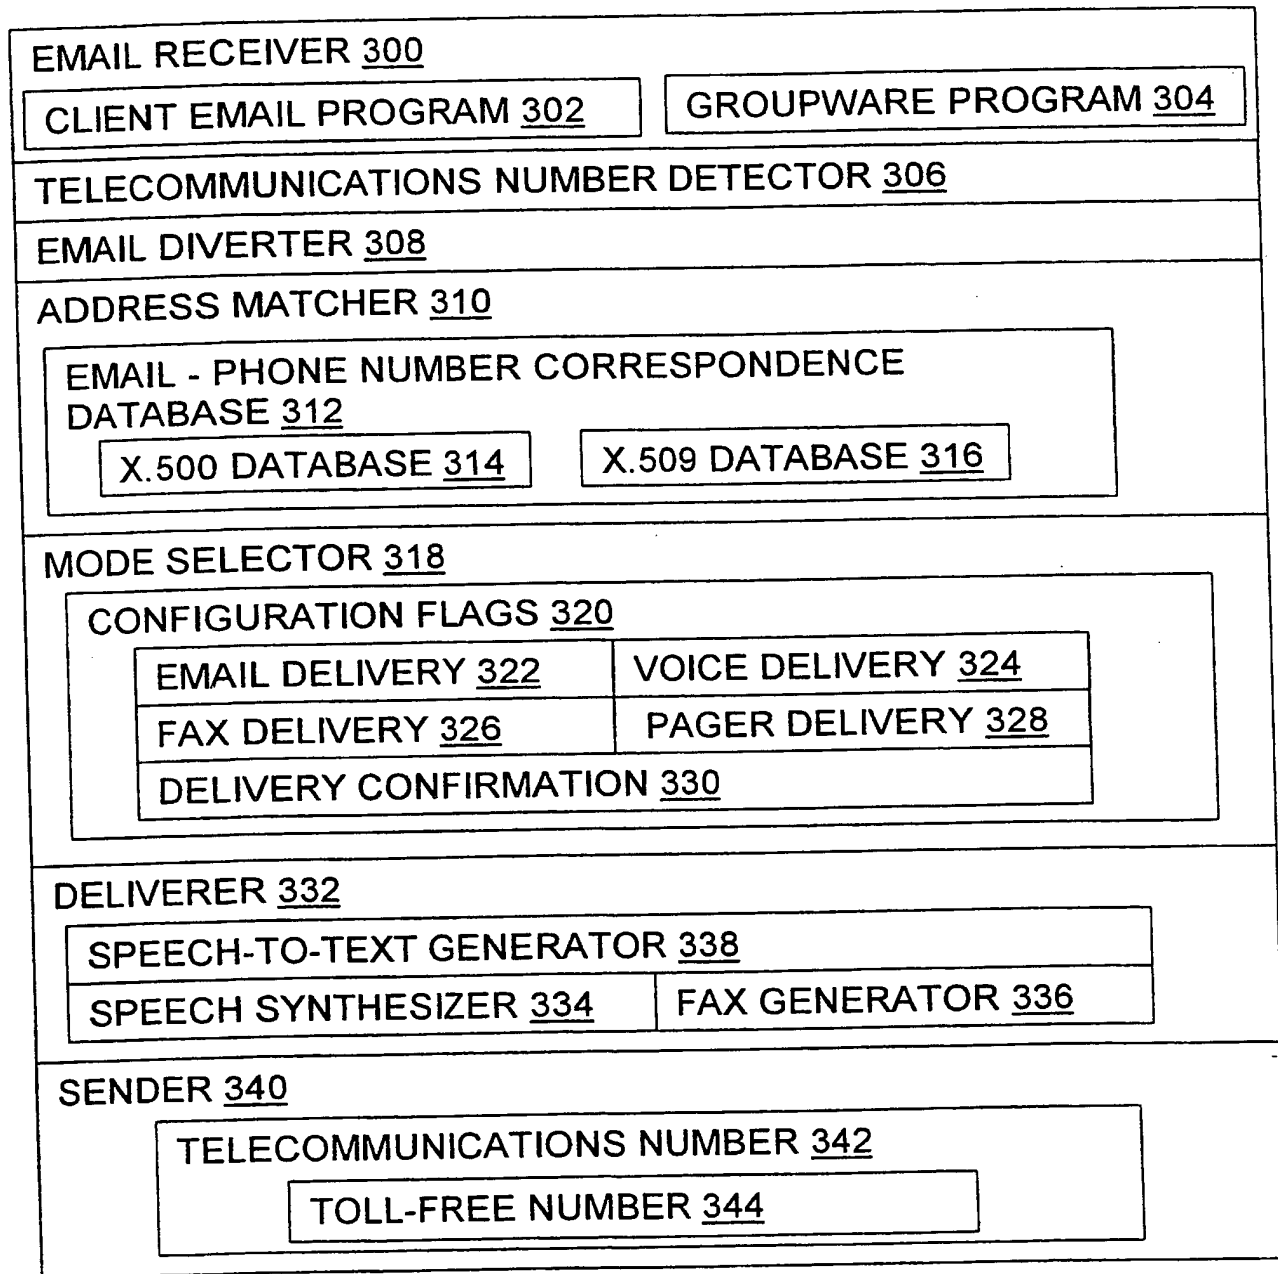 EMAIL RECEIVER 300
CLIENT EMAIL PROGRAM 302
GROUPWARE PROGRAM 304
TELECOMMUNICATIONS NUMBER DETECTOR 306
EMAIL DIVERTER 308
ADDRESS MATCHER 310
EMAIL - PHONE NUMBER CORRESPONDENCE
DATABASE 312
X.500 DATABASE 314
X.509 DATABASE 316
MODE SELECTOR 318
CONFIGURATION FLAGS 320
EMAIL DELIVERY 322
VOICE DELIVERY 324
FAX DELIVERY 326
PAGER DELIVERY 328
DELIVERY CONFIRMATION 330
DELIVERER 332
SPEECH-TO-TEXT GENERATOR 338
SPEECH SYNTHESIZER 334
FAX GENERATOR 336
SENDER 340
TELECOMMUNICATIONS NUMBER 342
TOLL-FREE NUMBER 344